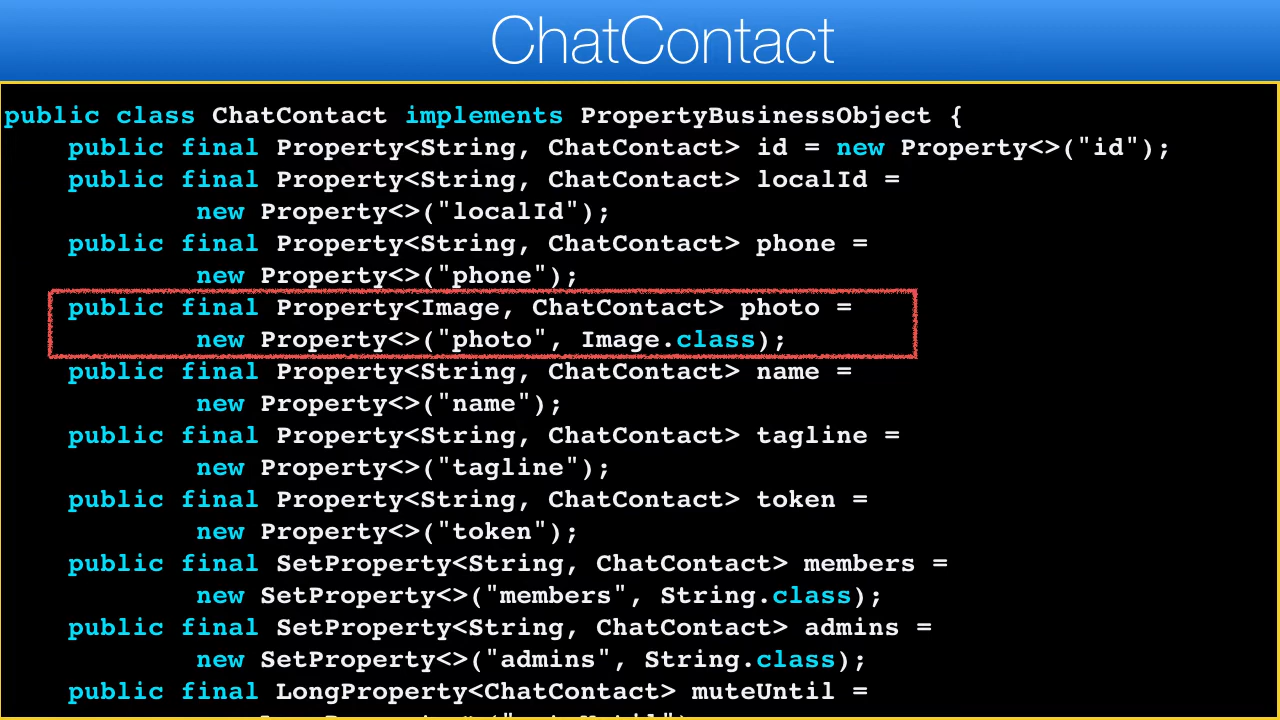 ChatContact
public class ChatContact implements PropertyBusinessObject {
    public final Property<String, ChatContact> id = new Property<>("id");
    public final Property<String, ChatContact> localId =
            new Property<>("localId");
    public final Property<String, ChatContact> phone =
            new Property<>("phone");
    public final Property<Image, ChatContact> photo =
            new Property<>("photo", Image.class);
    public final Property<String, ChatContact> name =
            new Property<>("name");
    public final Property<String, ChatContact> tagline =
            new Property<>("tagline");
    public final Property<String, ChatContact> token =
            new Property<>("token");
    public final SetProperty<String, ChatContact> members =
            new SetProperty<>("members", String.class);
    public final SetProperty<String, ChatContact> admins =
            new SetProperty<>("admins", String.class);
    public final LongProperty<ChatContact> muteUntil =